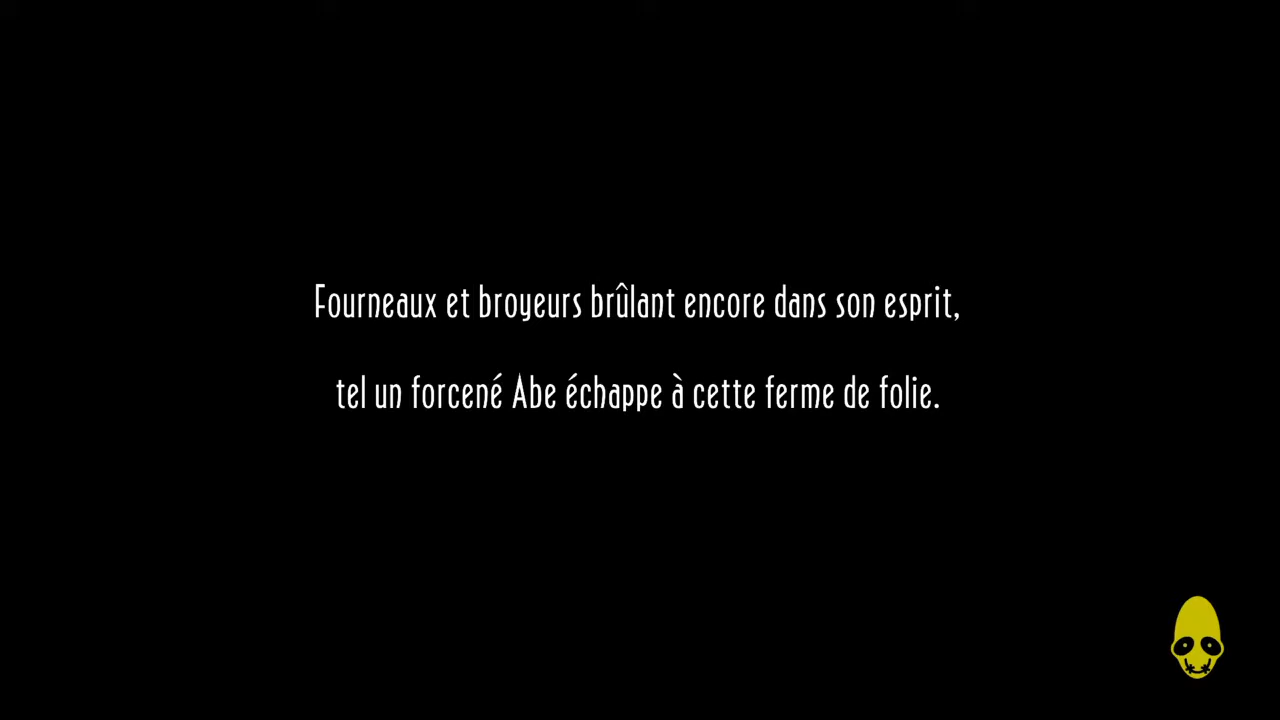 Fourneaux et broyeurs brûlant encore dans son esprit,
tel un forcené Abe échappe à cette ferme de folie.